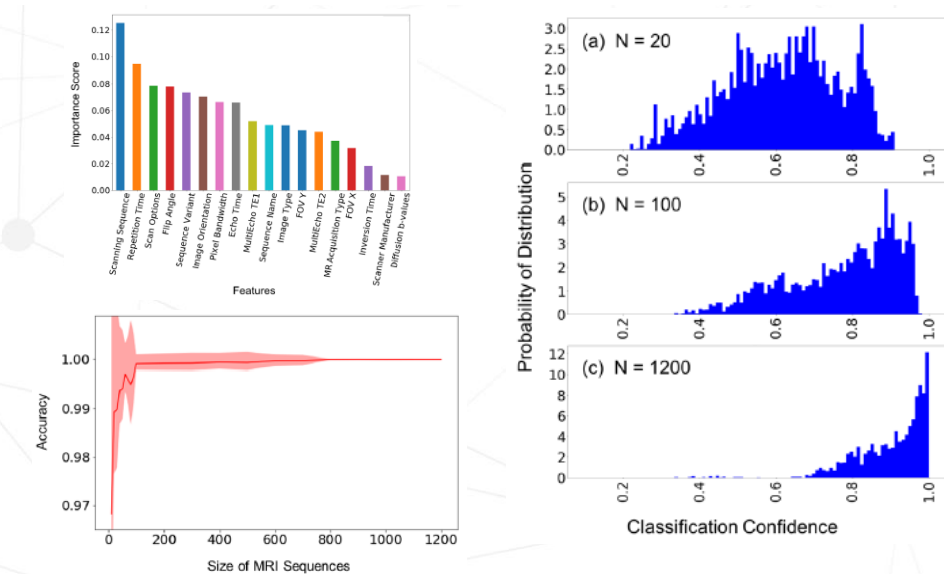 0.12
0.10
0.08
0.06
0.04
0.02
0.00
Importance Score
Scanning Sequence
Repetition Time
Scan Options
Flip Angle
Sequence Variant
Image Orientation
Pixel Bandwidth
Echo Time
MultiEcho TE1
Sequence Name
Image Type
FOV Y
MultiEcho TE2
MR Acquisition Type
FOV X
Inversion Time
Scanner Manufacturer
Diffusion b-values
Features
1.00
0.99
0.98
0.97
Accuracy
0 200 400 600 800 1000 1200
Size of MRI Sequences
Probability of Distribution
(a) N = 20
3.0
2.5
2.0
1.5
1.0
0.5
0.0
0.2 0.4 0.6 0.8 1.0
(b) N = 100
5
4
3
2
1
0
0.2 0.4 0.6 0.8 1.0
(c) N = 1200
12
10
8
6
4
2
0
0.2 0.4 0.6 0.8 1.0
Classification Confidence